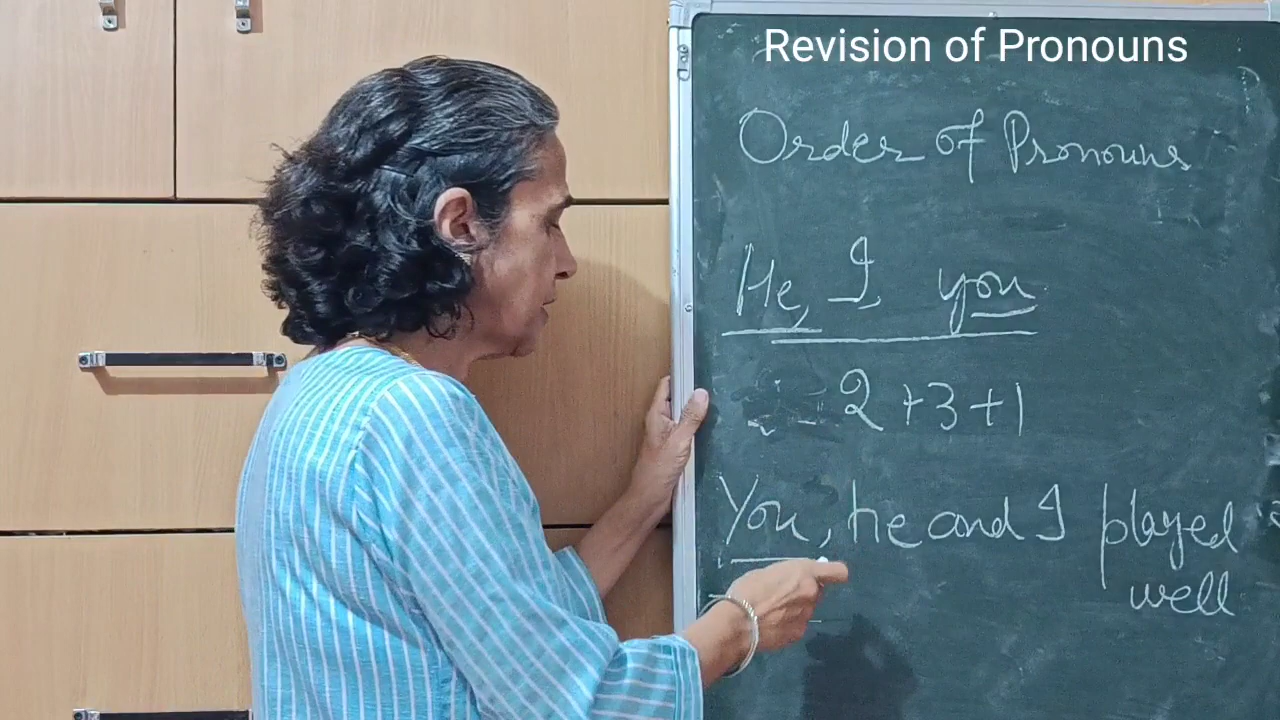 Revision of Pronouns
Order of Pronouns
He, I, you
2+3+1
You, he and I played
well